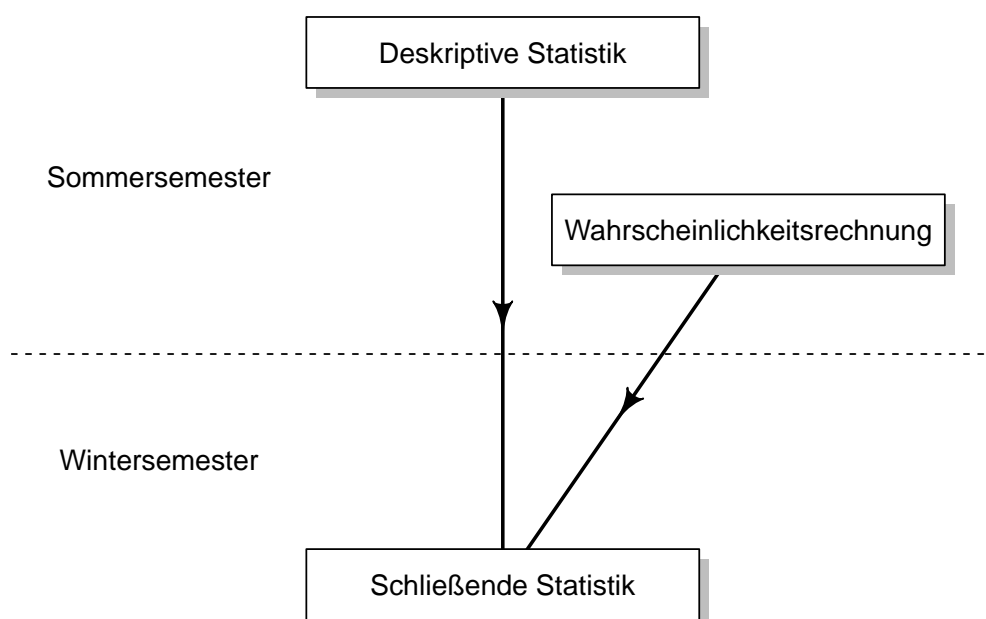 Deskriptive Statistik
Sommersemester
Wahrscheinlichkeitsrechnung
Wintersemester
Schließende Statistik